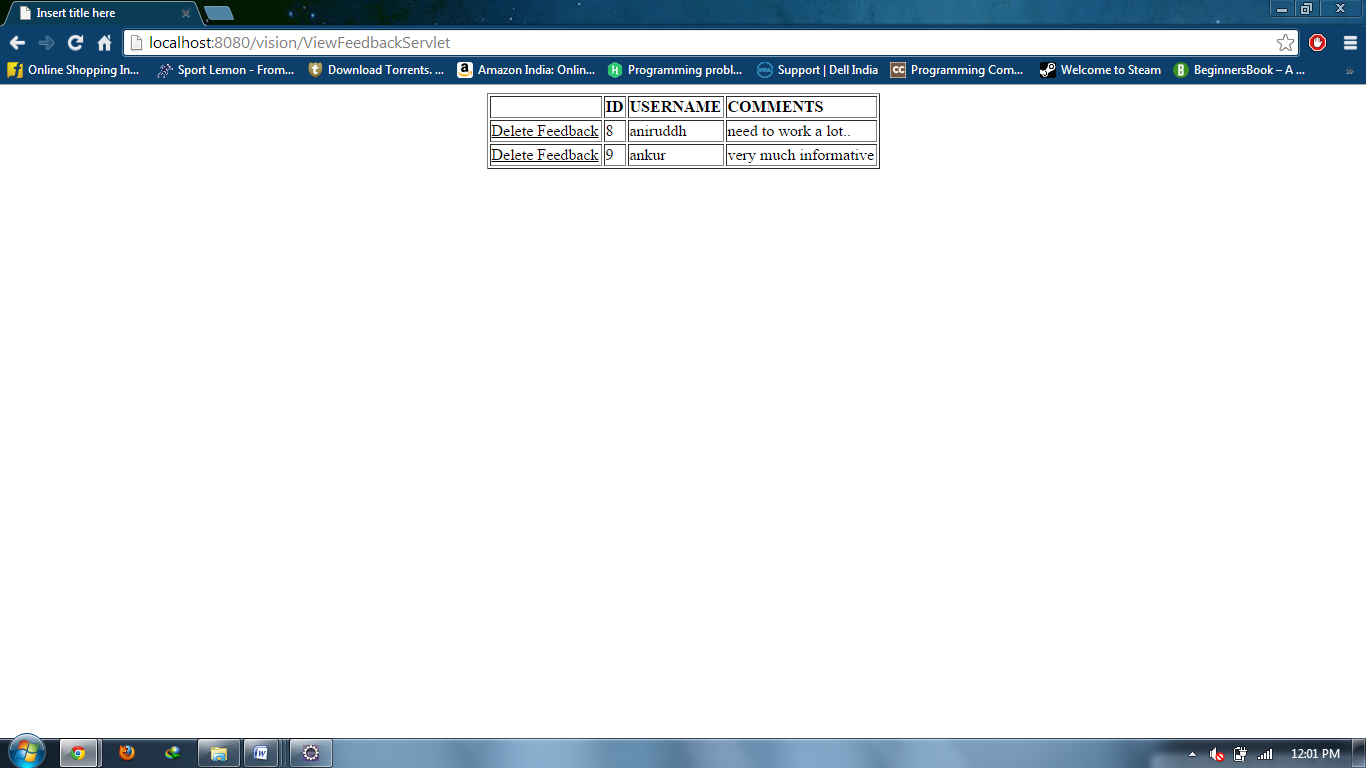 Insert title here
localhost:8080/vision/ViewFeedbackServlet
Online Shopping In... Sport Lemon - From... Download Torrents. ... Amazon India: Onlin... Programming probl... Support | Dell India Programming Com... Welcome to Steam BeginnersBook – A ... »
ID USERNAME COMMENTS
Delete Feedback 8 aniruddh need to work a lot..
Delete Feedback 9 ankur very much informative
12:01 PM